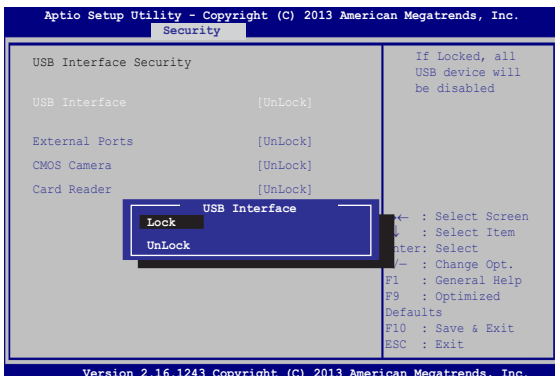 Aptio Setup Utility - Copyright (C) 2013 American Megatrends, Inc.
Security
USB Interface Security
USB Interface [UnLock]
External Ports [UnLock]
CMOS Camera [UnLock]
Card Reader [UnLock]
USB Interface
Lock
UnLock
If Locked, all
USB device will
be disabled
: Select Screen
: Select Item
: Select
: Change Opt.
F1 : General Help
F9 : Optimized
Defaults
F10 : Save & Exit
ESC : Exit
Version 2.16.1243 Copyright (C) 2013 American Megatrends, Inc.